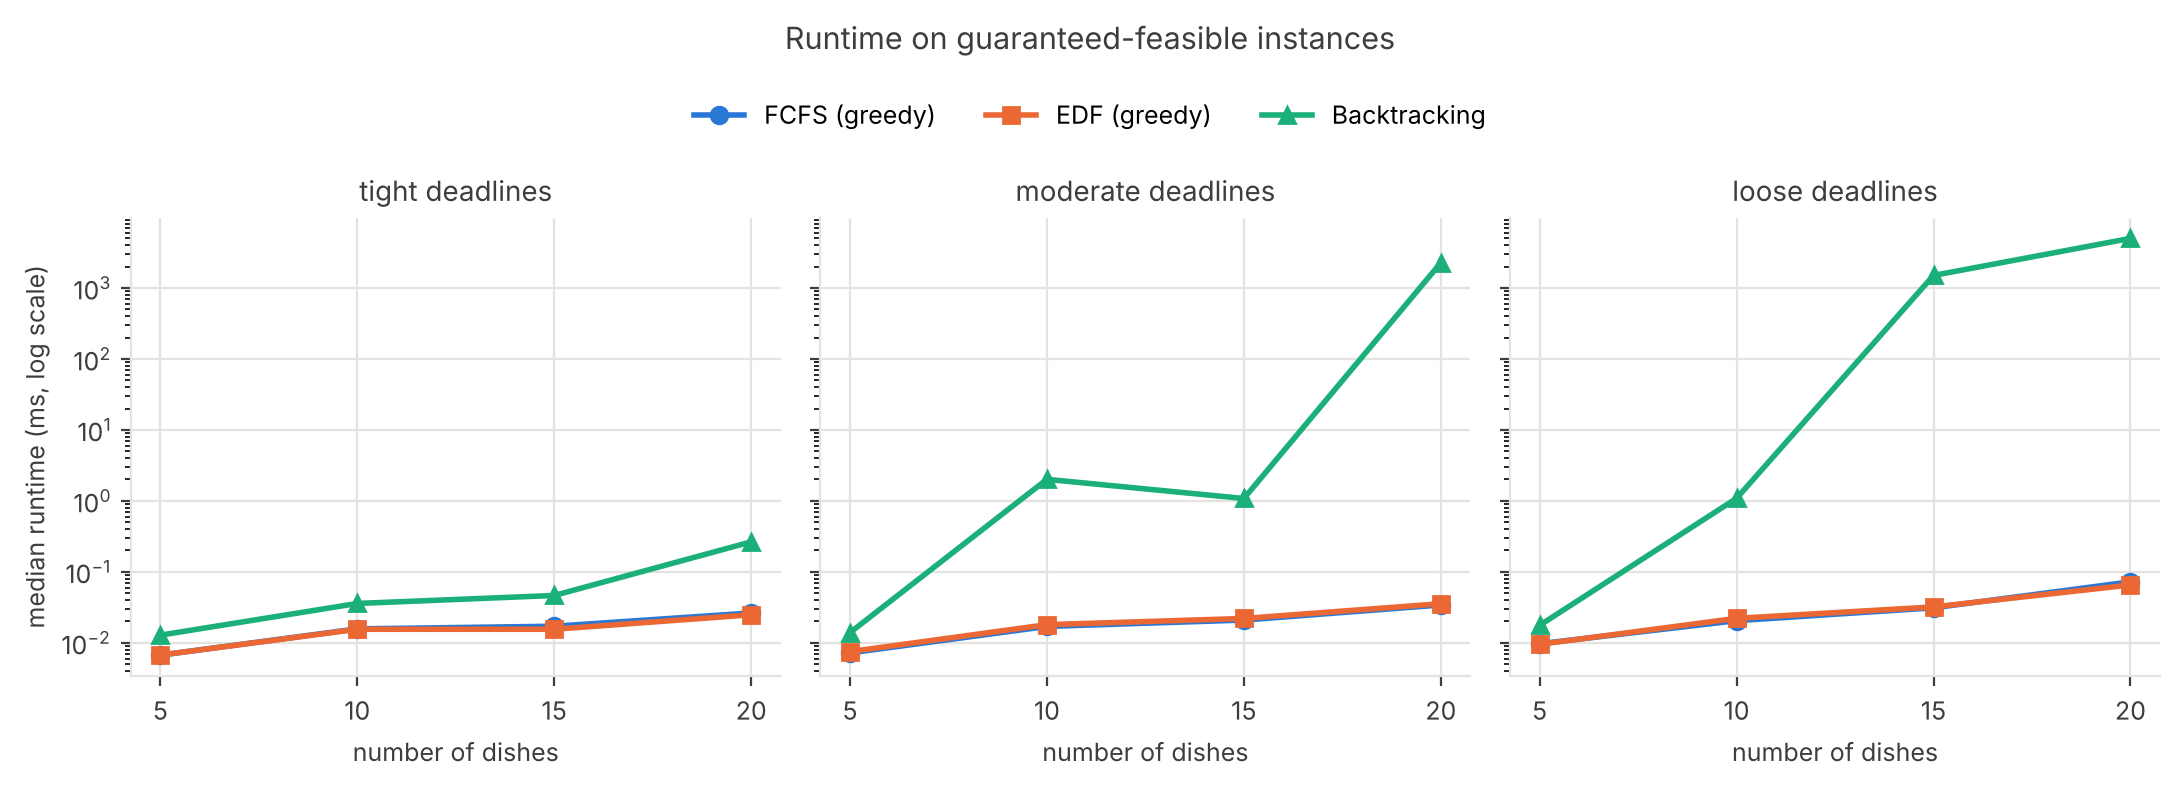 Runtime on guaranteed-feasible instances
FCFS (greedy) EDF (greedy) Backtracking
tight deadlines moderate deadlines loose deadlines
median runtime (ms, log scale)
10³
10²
10¹
10⁰
10⁻¹
10⁻²
5 10 15 20 5 10 15 20 5 10 15 20
number of dishes number of dishes number of dishes